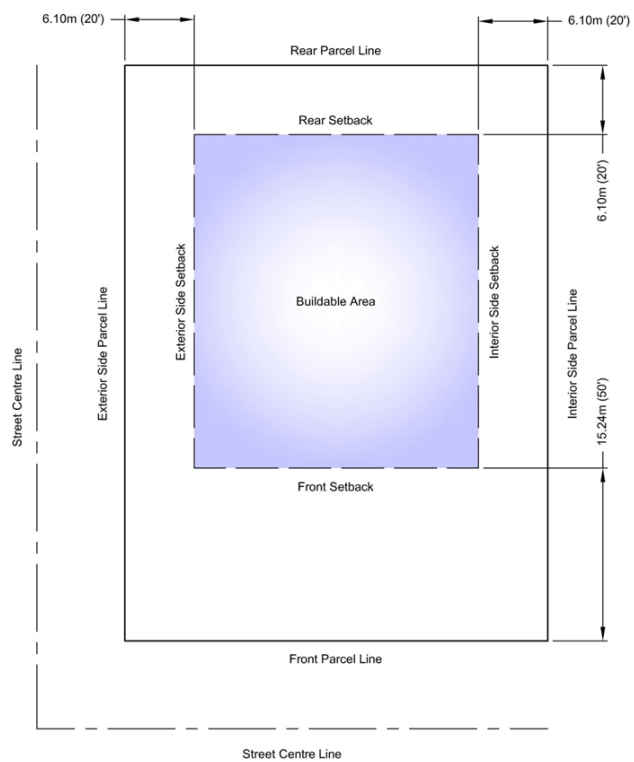 6.10m (20')
6.10m (20')
Rear Parcel Line
Rear Setback
6.10m (20')
Exterior Side Setback
Interior Side Setback
Buildable Area
Exterior Side Parcel Line
Interior Side Parcel Line
Street Centre Line
15.24m (50')
Front Setback
Front Parcel Line
Street Centre Line